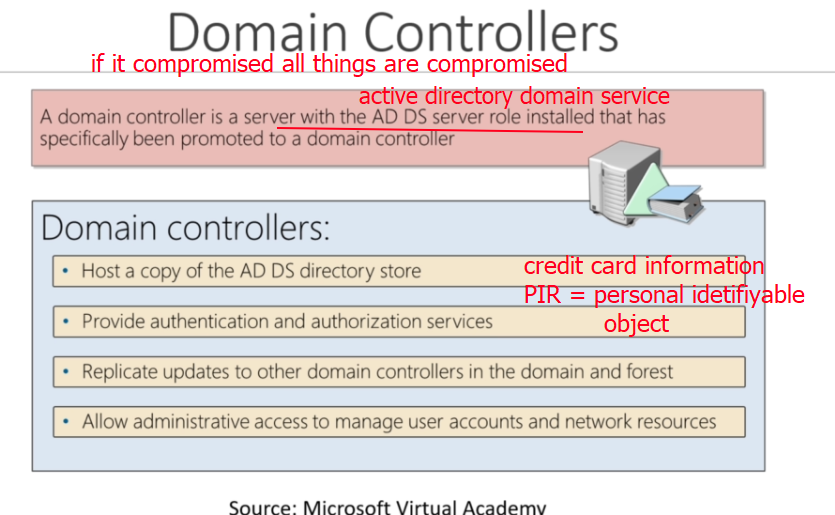 Domain Controllers
if it compromised all things are compromised
active directory domain service
A domain controller is a server with the AD DS server role installed that has
specifically been promoted to a domain controller
Domain controllers:
• Host a copy of the AD DS directory store
credit card information
PIR = personal idetifiyable
object
• Provide authentication and authorization services
• Replicate updates to other domain controllers in the domain and forest
• Allow administrative access to manage user accounts and network resources
Source: Microsoft Virtual Academy